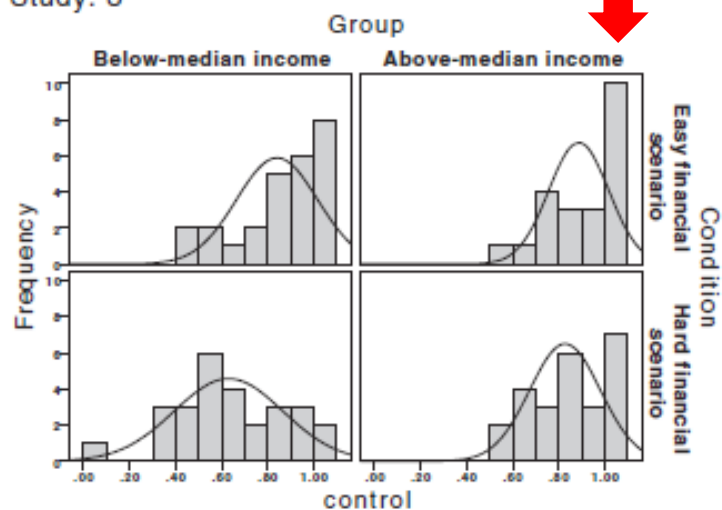 Group
Below-median income Above-median income
10
8
6
4
2
0
Easy financial
scenario
10
8
6
4
2
0
Hard financial
scenario
Frequency
Condition
.00 .20 .40 .60 .80 1.00 .00 .20 .40 .60 .80 1.00
control